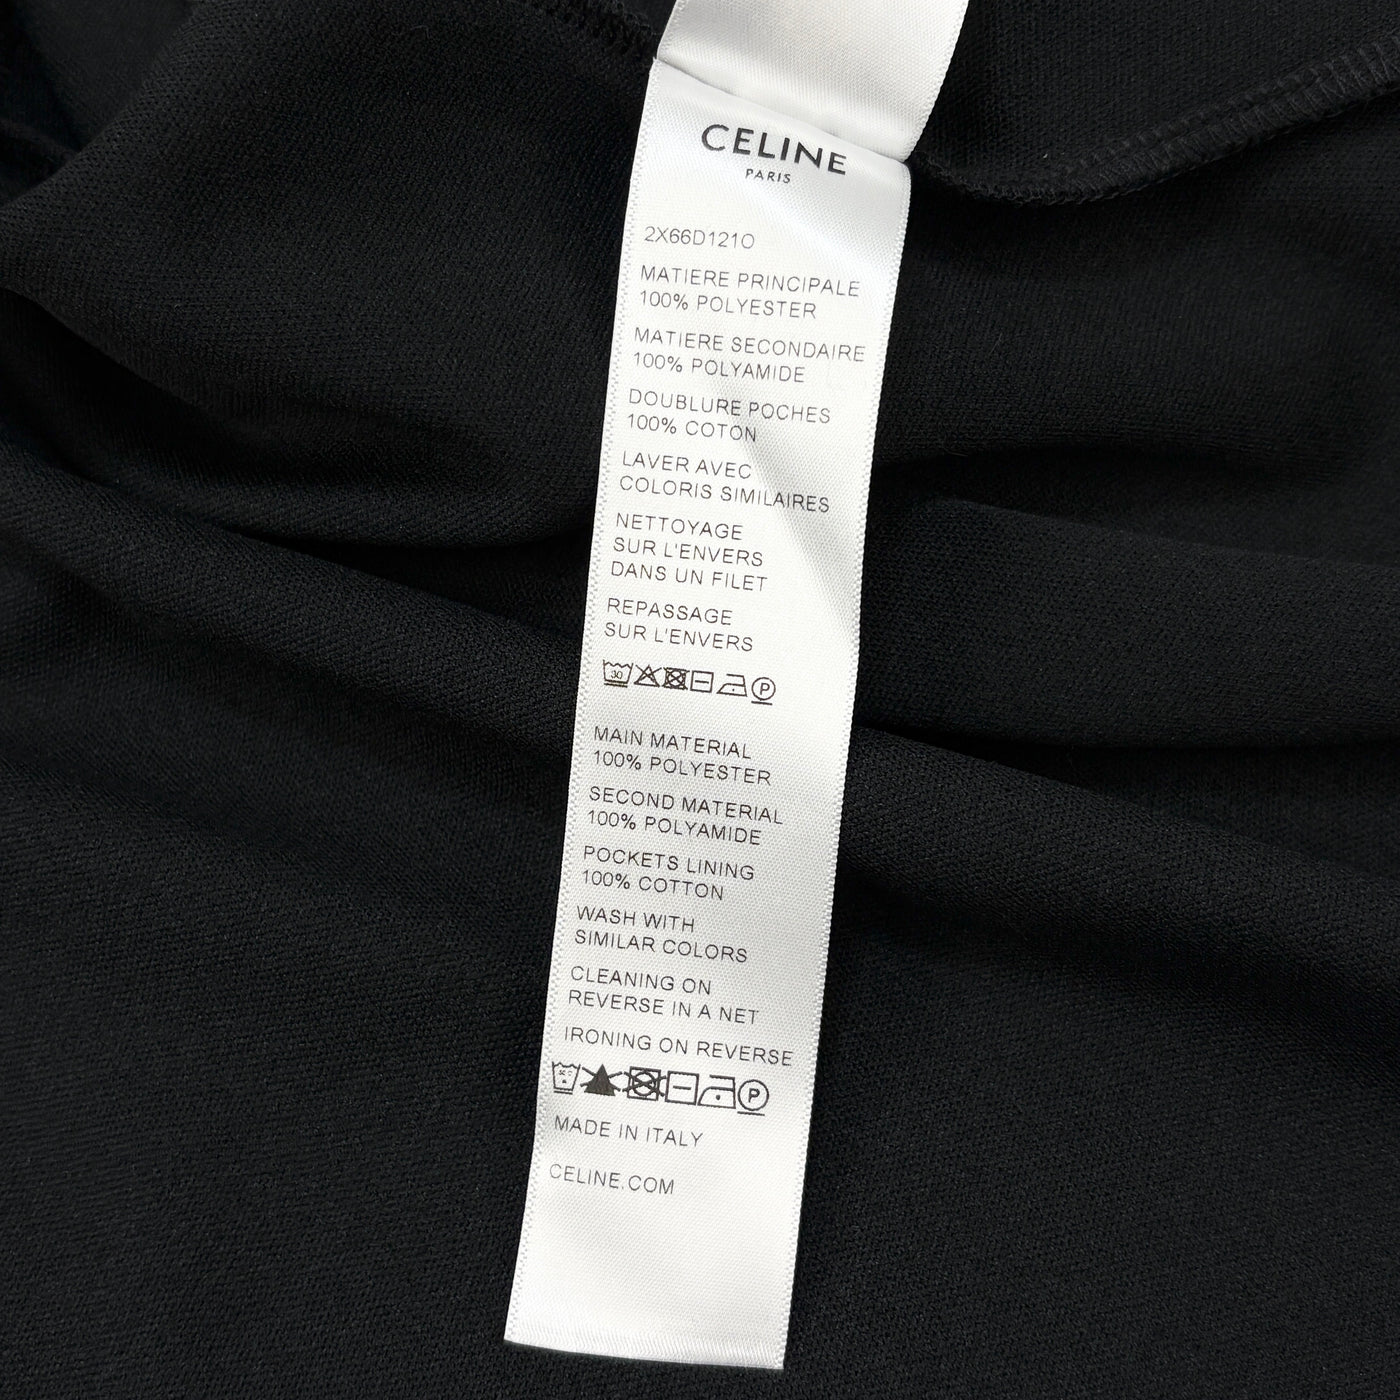 CELINE
PARIS
2X66D121O
MATIERE PRINCIPALE
100% POLYESTER
MATIERE SECONDAIRE
100% POLYAMIDE
DOUBLURE POCHES
100% COTON
LAVER AVEC
COLORIS SIMILAIRES
NETTOYAGE
SUR L'ENVERS
DANS UN FILET
REPASSAGE
SUR L'ENVERS
30 P
MAIN MATERIAL
100% POLYESTER
SECOND MATERIAL
100% POLYAMIDE
POCKETS LINING
100% COTTON
WASH WITH
SIMILAR COLORS
CLEANING ON
REVERSE IN A NET
IRONING ON REVERSE
P
MADE IN ITALY
CELINE.COM